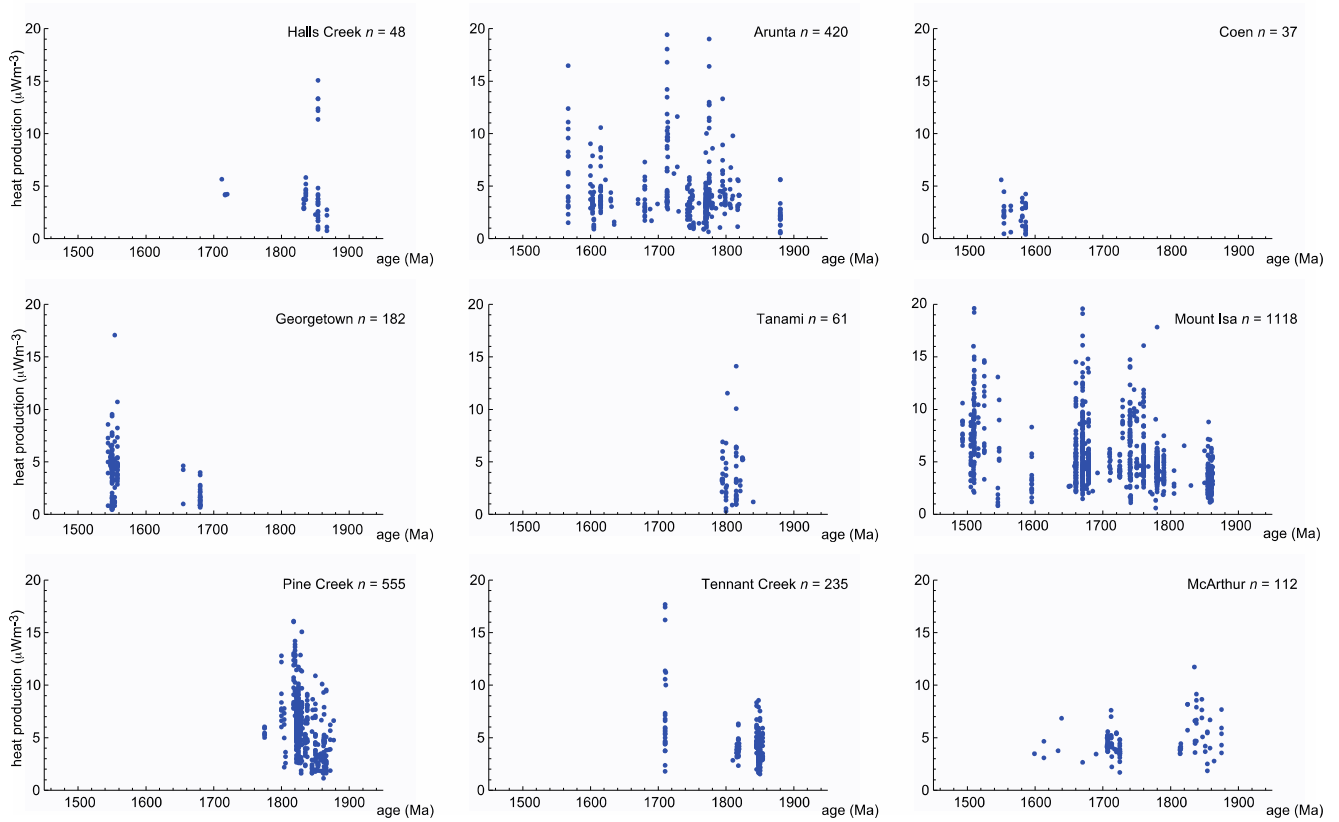 Halls Creek n = 48
heat production (μWm−3)
20
15
10
5
0
1500 1600 1700 1800 1900
age (Ma)
Arunta n = 420
20
15
10
5
0
1500 1600 1700 1800 1900
age (Ma)
Coen n = 37
20
15
10
5
0
1500 1600 1700 1800 1900
age (Ma)
Georgetown n = 182
heat production (μWm−3)
20
15
10
5
0
1500 1600 1700 1800 1900
age (Ma)
Tanami n = 61
20
15
10
5
0
1500 1600 1700 1800 1900
age (Ma)
Mount Isa n = 1118
20
15
10
5
0
1500 1600 1700 1800 1900
age (Ma)
Pine Creek n = 555
heat production (μWm−3)
20
15
10
5
0
1500 1600 1700 1800 1900
age (Ma)
Tennant Creek n = 235
20
15
10
5
0
1500 1600 1700 1800 1900
age (Ma)
McArthur n = 112
20
15
10
5
0
1500 1600 1700 1800 1900
age (Ma)